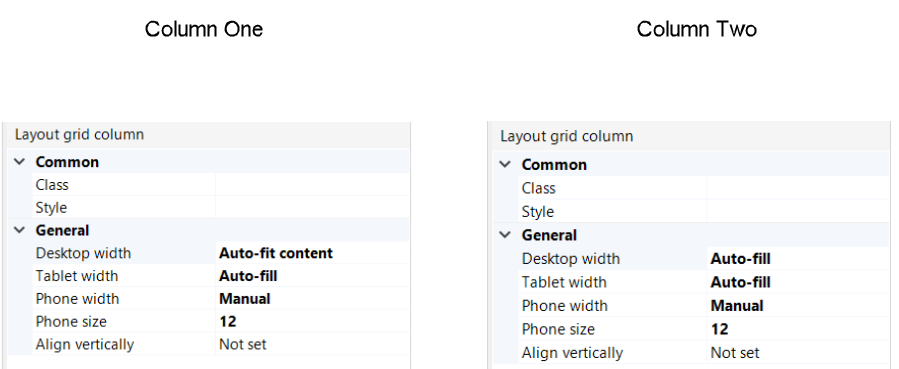 Column One
Column Two
Layout grid column
Common
Class
Style
General
Desktop width Auto-fit content
Tablet width Auto-fill
Phone width Manual
Phone size 12
Align vertically Not set
Layout grid column
Common
Class
Style
General
Desktop width Auto-fill
Tablet width Auto-fill
Phone width Manual
Phone size 12
Align vertically Not set